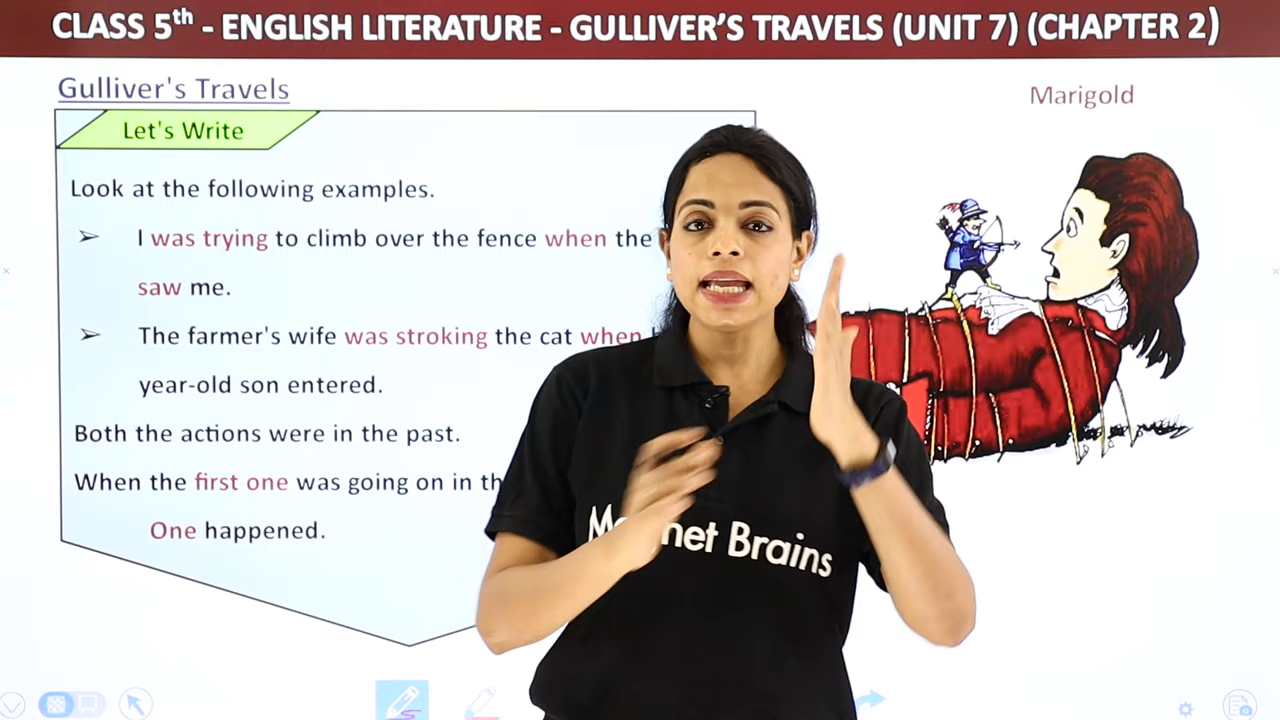 CLASS 5th - ENGLISH LITERATURE - GULLIVER'S TRAVELS (UNIT 7) (CHAPTER 2)
Gulliver's Travels
Marigold
Let's Write
Look at the following examples.
➢ I was trying to climb over the fence when the
saw me.
➢ The farmer's wife was stroking the cat when
year-old son entered.
Both the actions were in the past.
When the first one was going on in
One happened.
Brains